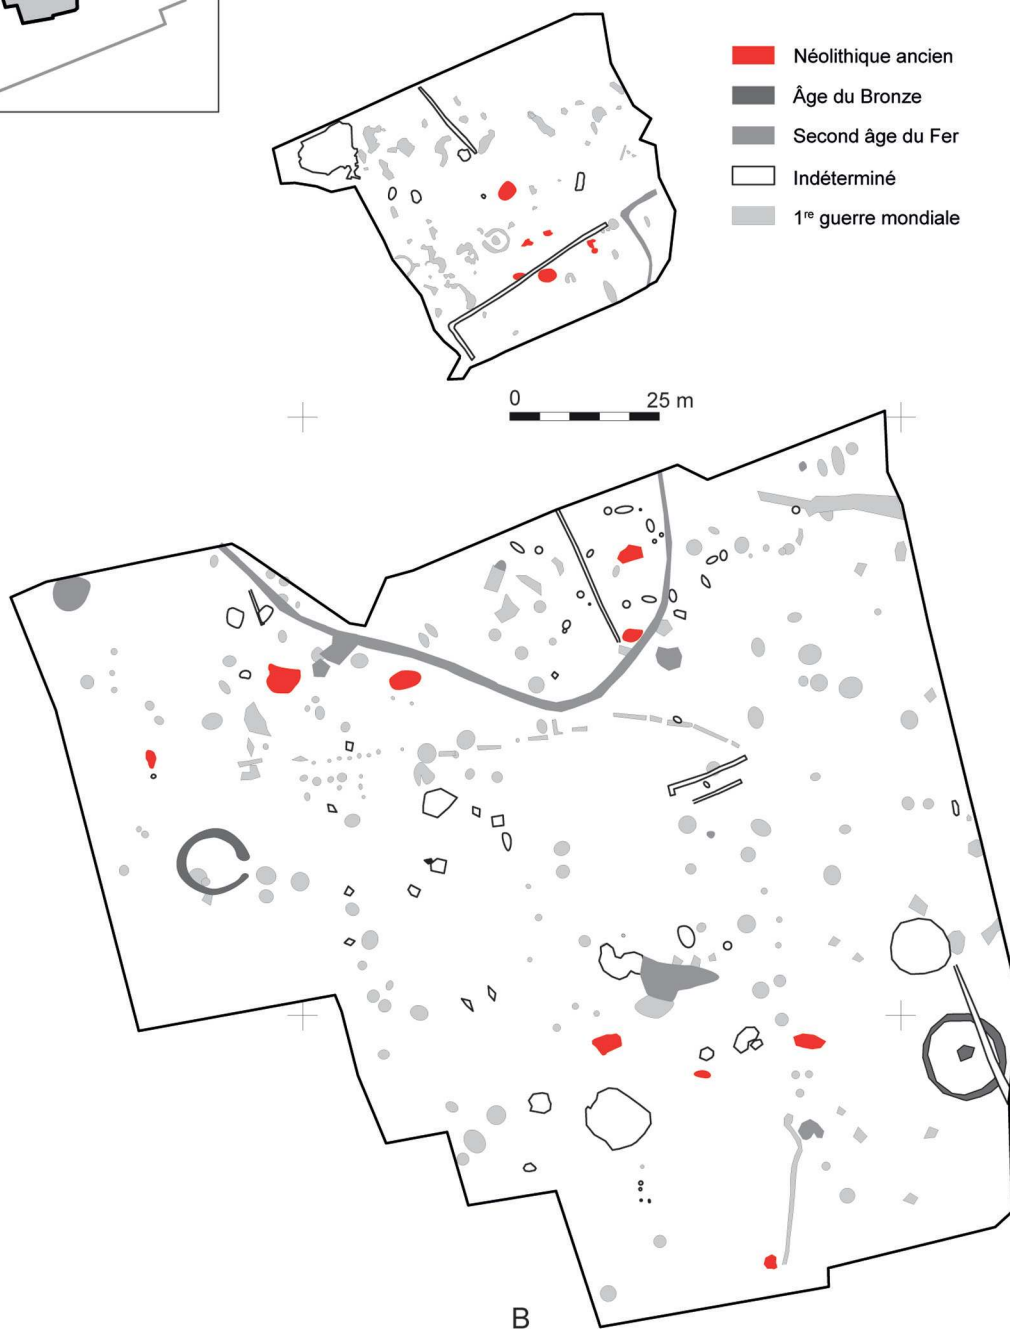 Néolithique ancien
Âge du Bronze
Second âge du Fer
Indéterminé
1re guerre mondiale
0 25 m
B